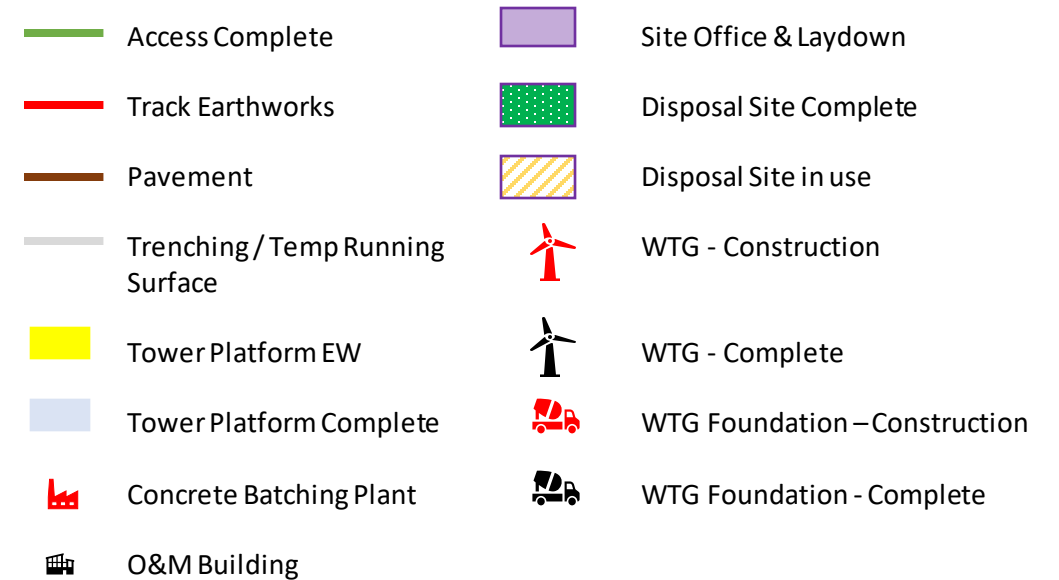 Access Complete
Track Earthworks
Pavement
Trenching / Temp Running
Surface
Tower Platform EW
Tower Platform Complete
Concrete Batching Plant
O&M Building
Site Office & Laydown
Disposal Site Complete
Disposal Site in use
WTG - Construction
WTG - Complete
WTG Foundation – Construction
WTG Foundation - Complete